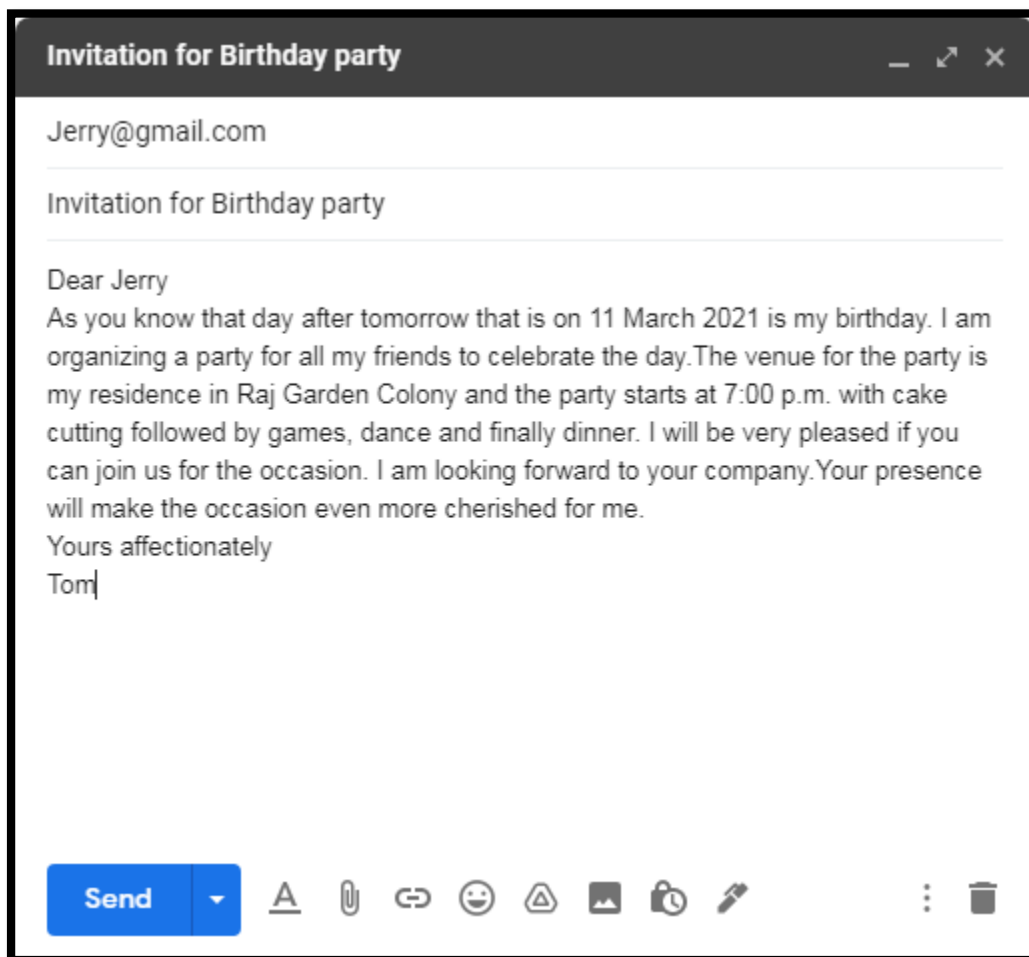 Invitation for Birthday party
Jerry@gmail.com
Invitation for Birthday party
Dear Jerry
As you know that day after tomorrow that is on 11 March 2021 is my birthday. I am
organizing a party for all my friends to celebrate the day.The venue for the party is
my residence in Raj Garden Colony and the party starts at 7:00 p.m. with cake
cutting followed by games, dance and finally dinner. I will be very pleased if you
can join us for the occasion. I am looking forward to your company.Your presence
will make the occasion even more cherished for me.
Yours affectionately
Tom
Send